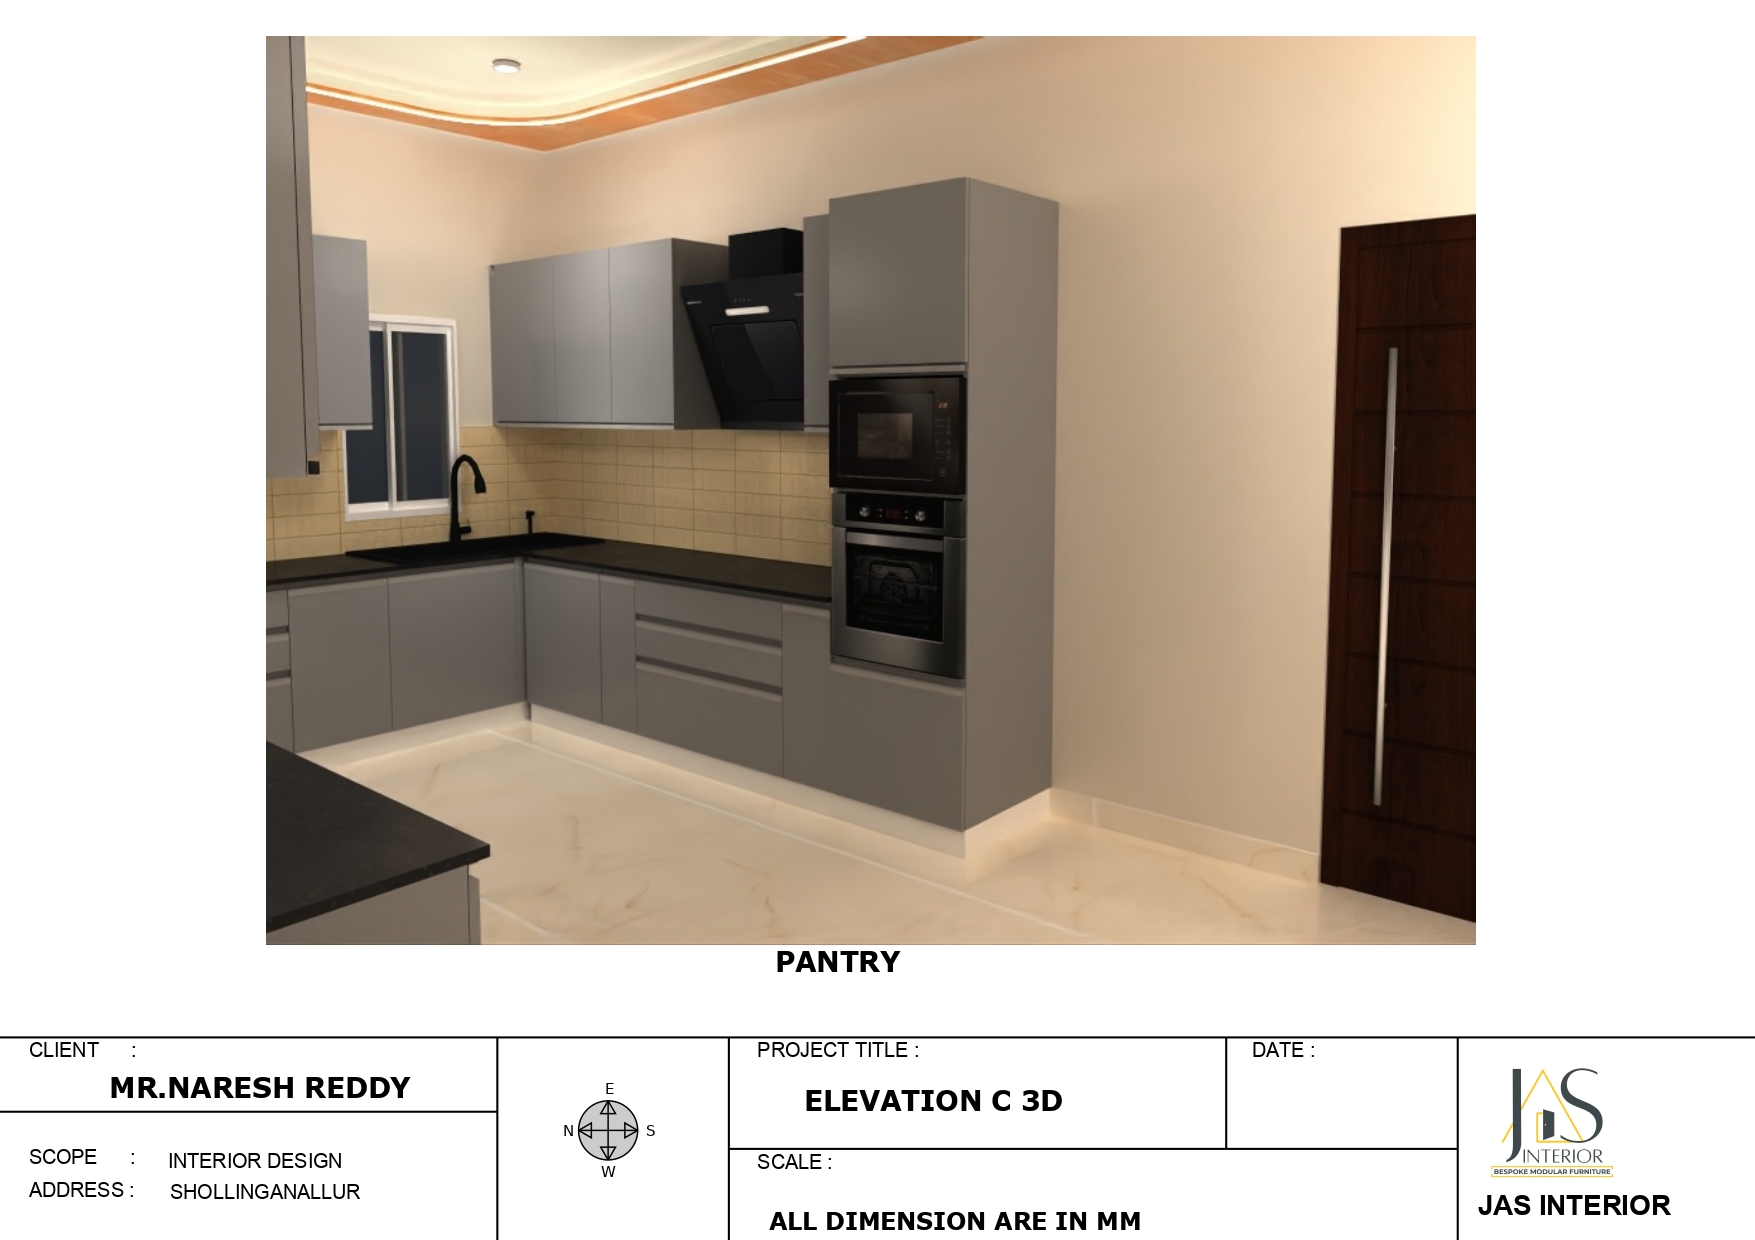 PANTRY
CLIENT :
MR.NARESH REDDY
SCOPE : INTERIOR DESIGN
ADDRESS : SHOLLINGANALLUR
E
N S
W
PROJECT TITLE :
ELEVATION C 3D
DATE :
SCALE :
ALL DIMENSION ARE IN MM
JAS
INTERIOR
BESPOKE MODULAR FURNITURE
JAS INTERIOR